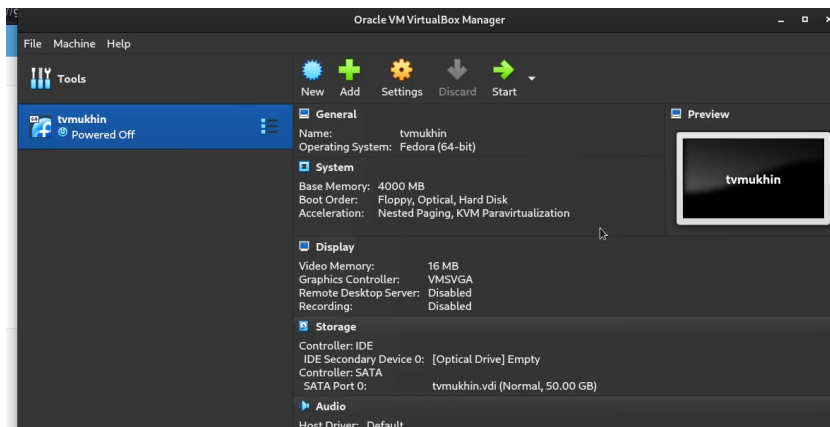 Oracle VM VirtualBox Manager
File Machine Help
Tools
New Add Settings Discard Start
tvmukhin
Powered Off
General
Name: tvmukhin
Operating System: Fedora (64-bit)
System
Base Memory: 4000 MB
Boot Order: Floppy, Optical, Hard Disk
Acceleration: Nested Paging, KVM Paravirtualization
Preview
tvmukhin
Display
Video Memory: 16 MB
Graphics Controller: VMSVGA
Remote Desktop Server: Disabled
Recording: Disabled
Storage
Controller: IDE
IDE Secondary Device 0: [Optical Drive] Empty
Controller: SATA
SATA Port 0: tvmukhin.vdi (Normal, 50.00 GB)
Audio
Host Driver: Default